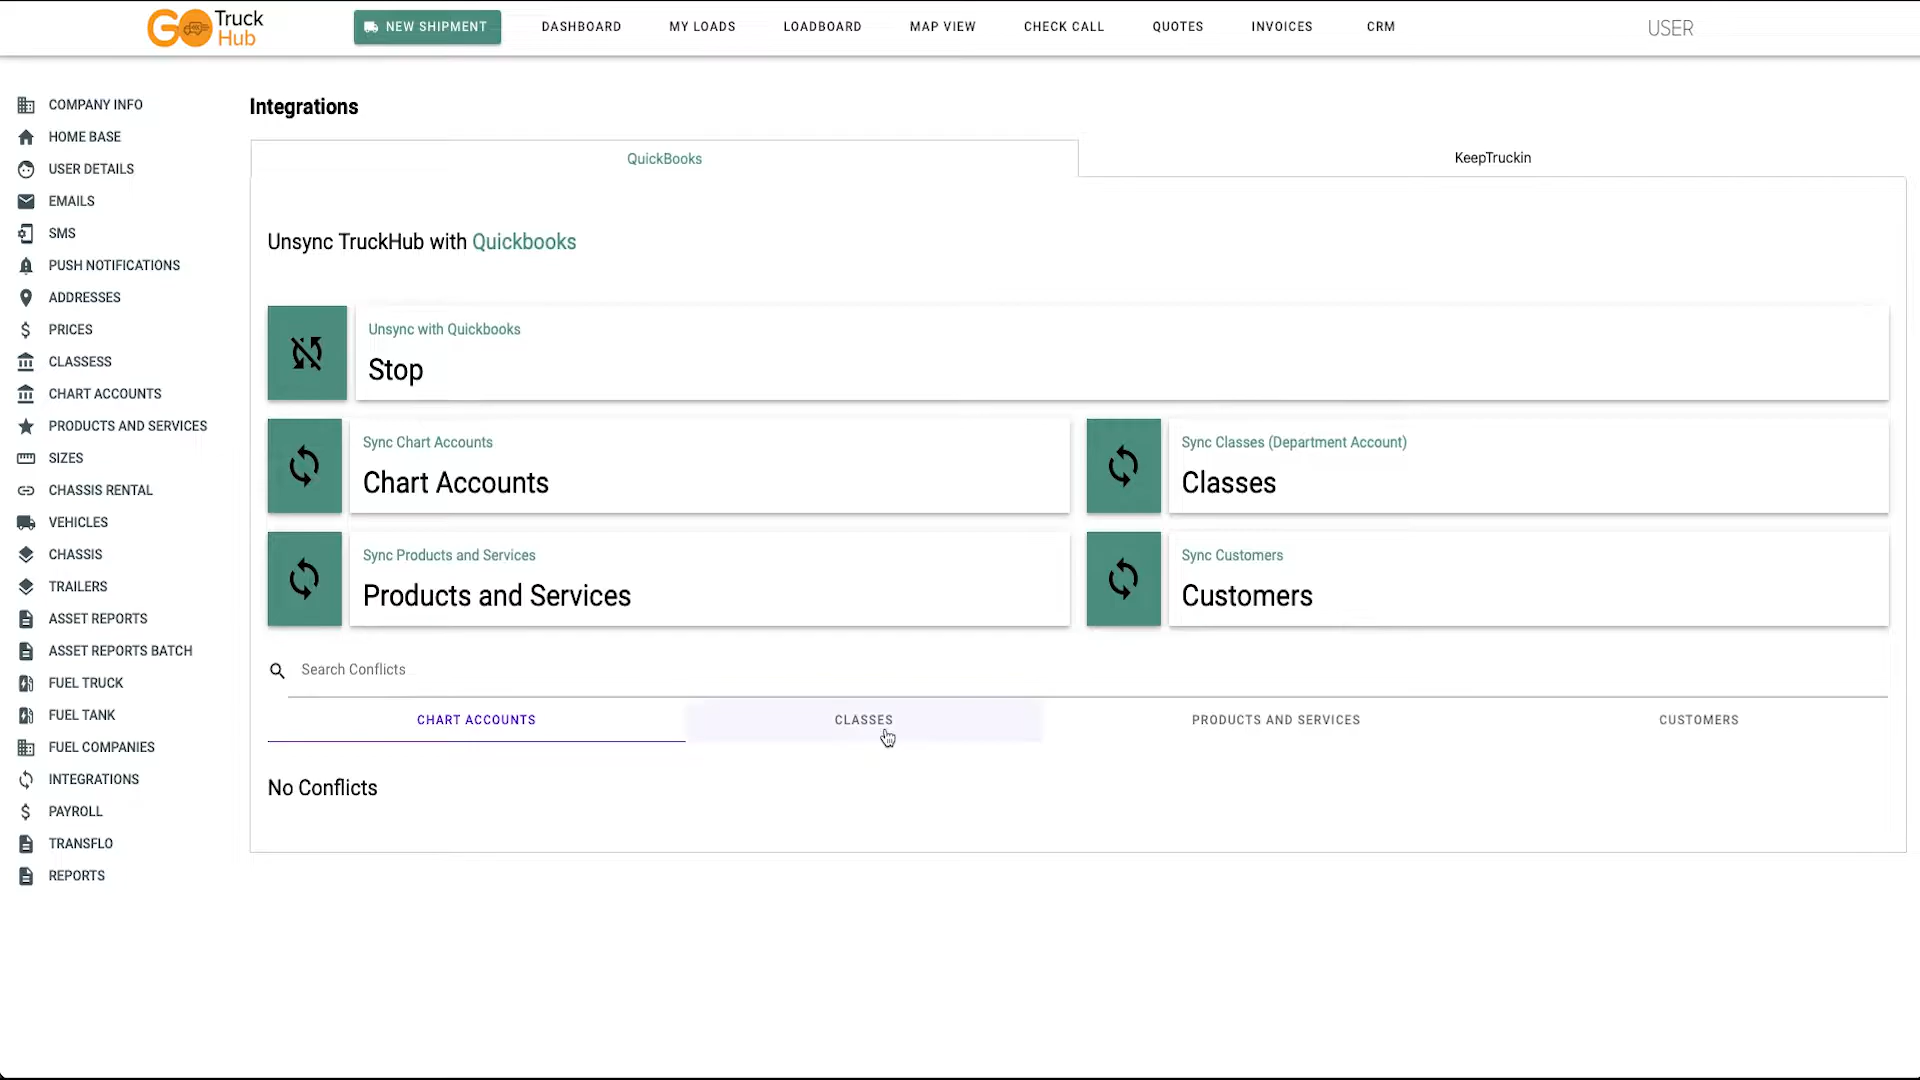 GO Truck Hub
NEW SHIPMENT
DASHBOARD
MY LOADS
LOADBOARD
MAP VIEW
CHECK CALL
QUOTES
INVOICES
CRM
USER
COMPANY INFO
HOME BASE
USER DETAILS
EMAILS
SMS
PUSH NOTIFICATIONS
ADDRESSES
PRICES
CLASSESS
CHART ACCOUNTS
PRODUCTS AND SERVICES
SIZES
CHASSIS RENTAL
VEHICLES
CHASSIS
TRAILERS
ASSET REPORTS
ASSET REPORTS BATCH
FUEL TRUCK
FUEL TANK
FUEL COMPANIES
INTEGRATIONS
PAYROLL
TRANSFLO
REPORTS
Integrations
QuickBooks
KeepTruckin
Unsync TruckHub with Quickbooks
Unsync with Quickbooks
Stop
Sync Chart Accounts
Chart Accounts
Sync Classes (Department Account)
Classes
Sync Products and Services
Products and Services
Sync Customers
Customers
Search Conflicts
CHART ACCOUNTS
CLASSES
PRODUCTS AND SERVICES
CUSTOMERS
No Conflicts